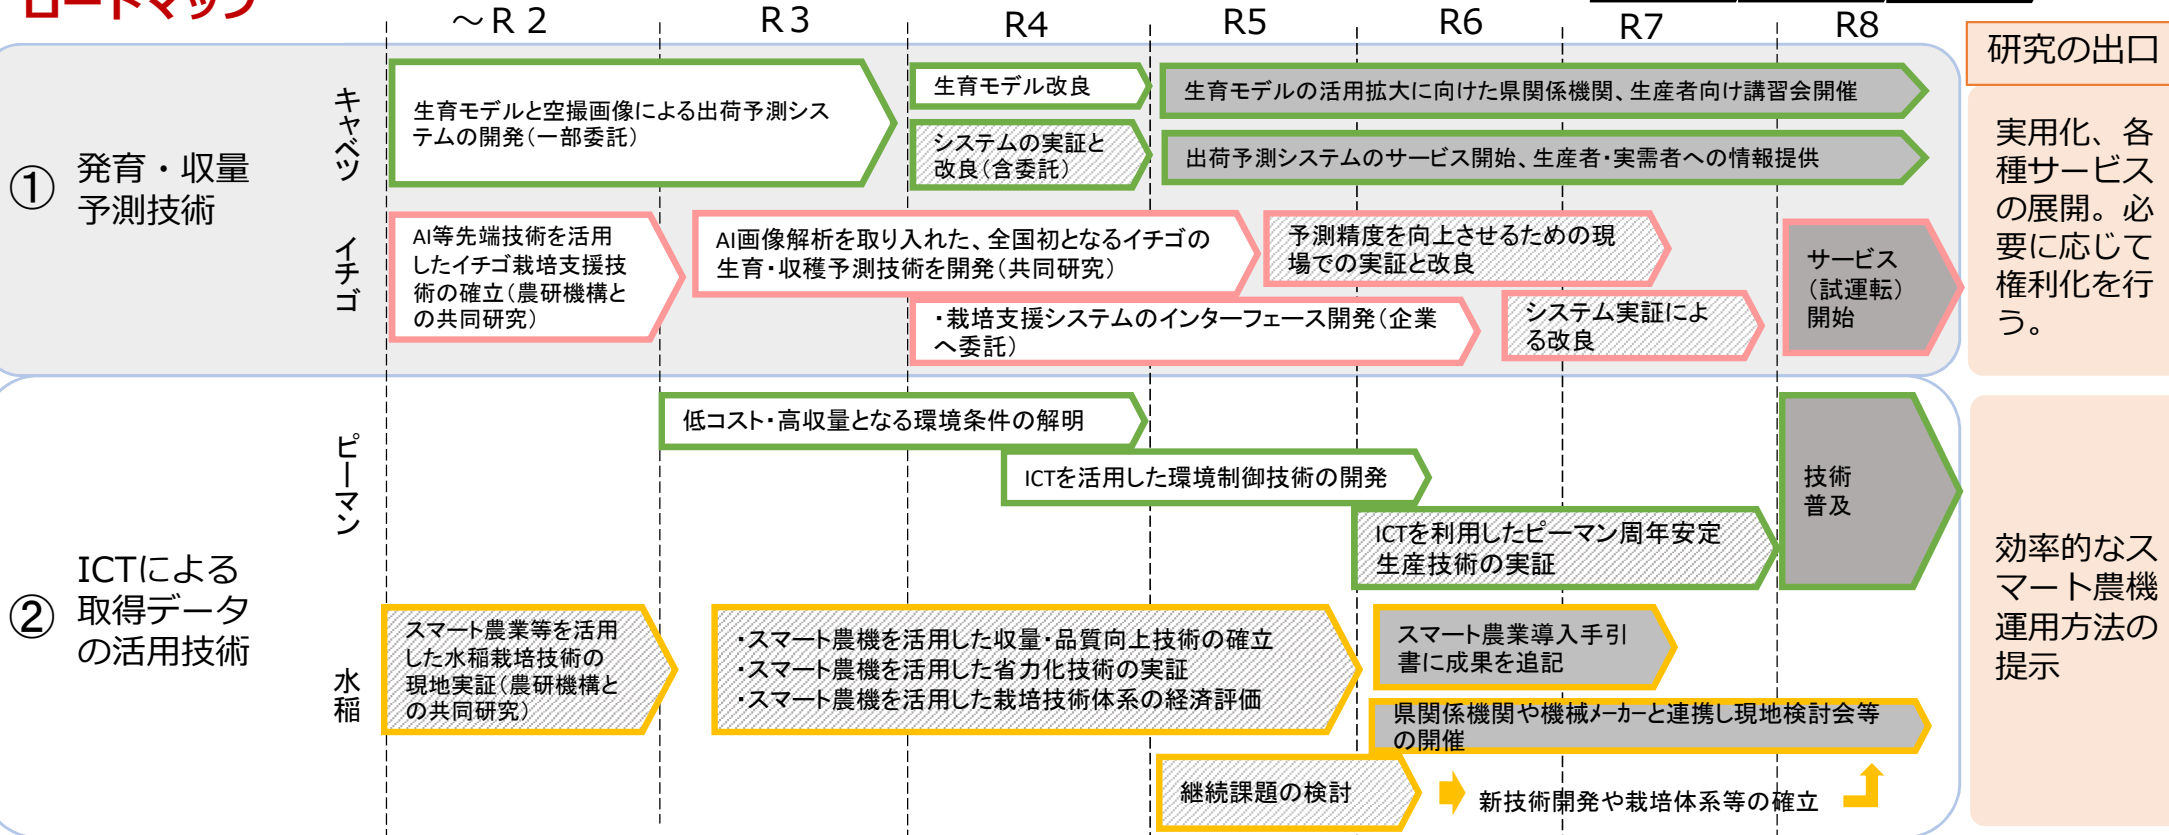 ロードマップ
～R 2
R 3
R4
R5
R6
R7
R8
研究の出口
①
発育・収量
予測技術
キャベツ
生育モデルと空撮画像による出荷予測シス
テムの開発（一部委託）
生育モデル改良
システムの実証と
改良（含委託）
生育モデルの活用拡大に向けた県関係機関、生産者向け講習会開催
出荷予測システムのサービス開始、生産者・実需者への情報提供
イチゴ
AI等先端技術を活用
したイチゴ栽培支援技
術の確立（農研機構と
の共同研究）
AI画像解析を取り入れた、全国初となるイチゴの
生育・収穫予測技術を開発（共同研究）
予測精度を向上させるための現
場での実証と改良
・栽培支援システムのインターフェース開発（企業
へ委託）
システム実証によ
る改良
サービス
（試運転）
開始
実用化、各
種サービス
の展開。必
要に応じて
権利化を行
う。
②
ICTによる
取得データ
の活用技術
ピーマン
低コスト・高収量となる環境条件の解明
ICTを活用した環境制御技術の開発
ICTを利用したピーマン周年安定
生産技術の実証
技術
普及
水稲
スマート農業等を活用
した水稲栽培技術の
現地実証（農研機構と
の共同研究）
・スマート農機を活用した収量・品質向上技術の確立
・スマート農機を活用した省力化技術の実証
・スマート農機を活用した栽培技術体系の経済評価
スマート農業導入手引
書に成果を追記
県関係機関や機械メーカーと連携し現地検討会等
の開催
継続課題の検討
新技術開発や栽培体系等の確立
効率的なス
マート農機
運用方法の
提示